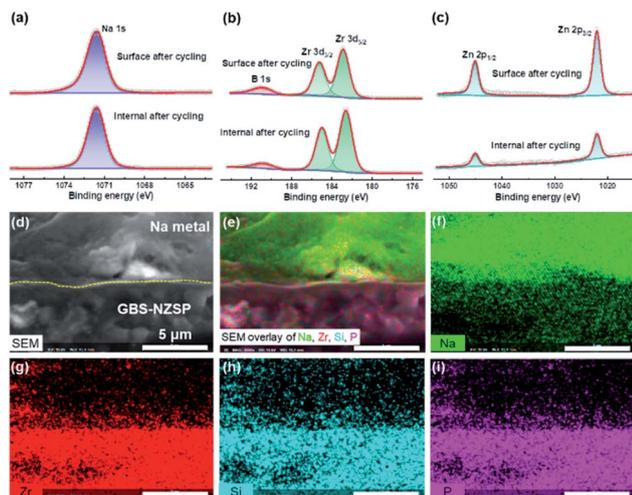 (a)
Na 1s
Surface after cycling
Internal after cycling
1077 1074 1071 1068 1065
Binding energy (eV)
(b)
Zr 3d5/2
Zr 3d3/2
Surface after cycling
B 1s
Internal after cycling
192 188 184 180 176
Binding energy (eV)
(c)
Zn 2p3/2
Zn 2p1/2
Surface after cycling
Internal after cycling
1050 1040 1030 1020
Binding energy (eV)
(d)
Na metal
GBS-NZSP
5 μm
SEM
(e)
SEM overlay of Na, Zr, Si, P
(f)
Na
(g)
Zr
(h)
Si
(i)
P